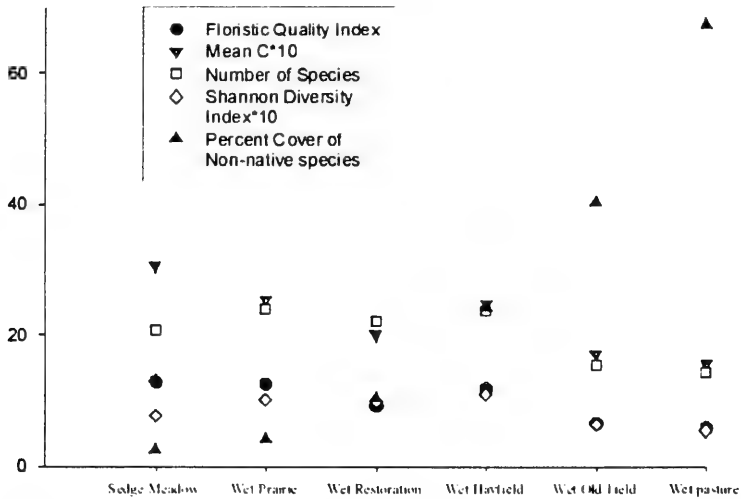 Floristic Quality Index
Mean C*10
Number of Species
Shannon Diversity
Index*10
Percent Cover of
Non-native species
60
40
20
0
Sedge Meadow Wet Prairie Wet Restoration Wet Hayfield Wet Old Field Wet pasture